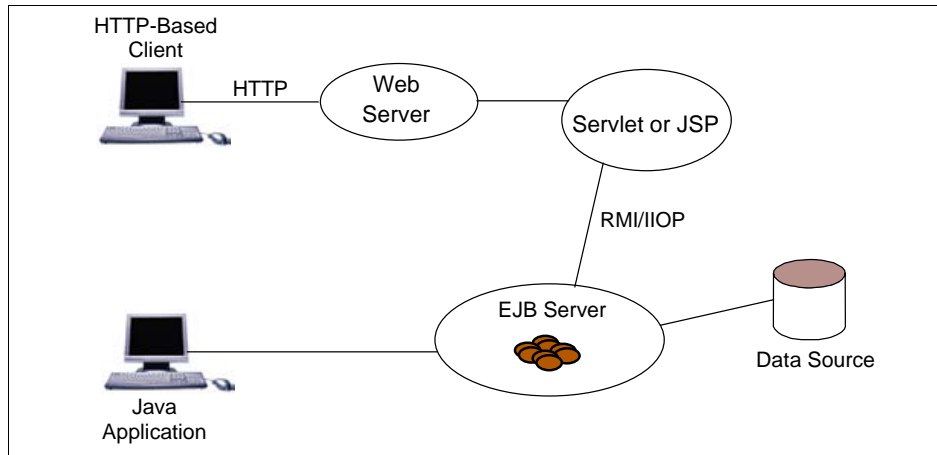 HTTP-Based
Client
HTTP
Web
Server
Servlet or JSP
RMI/IIOP
EJB Server
Data Source
Java
Application